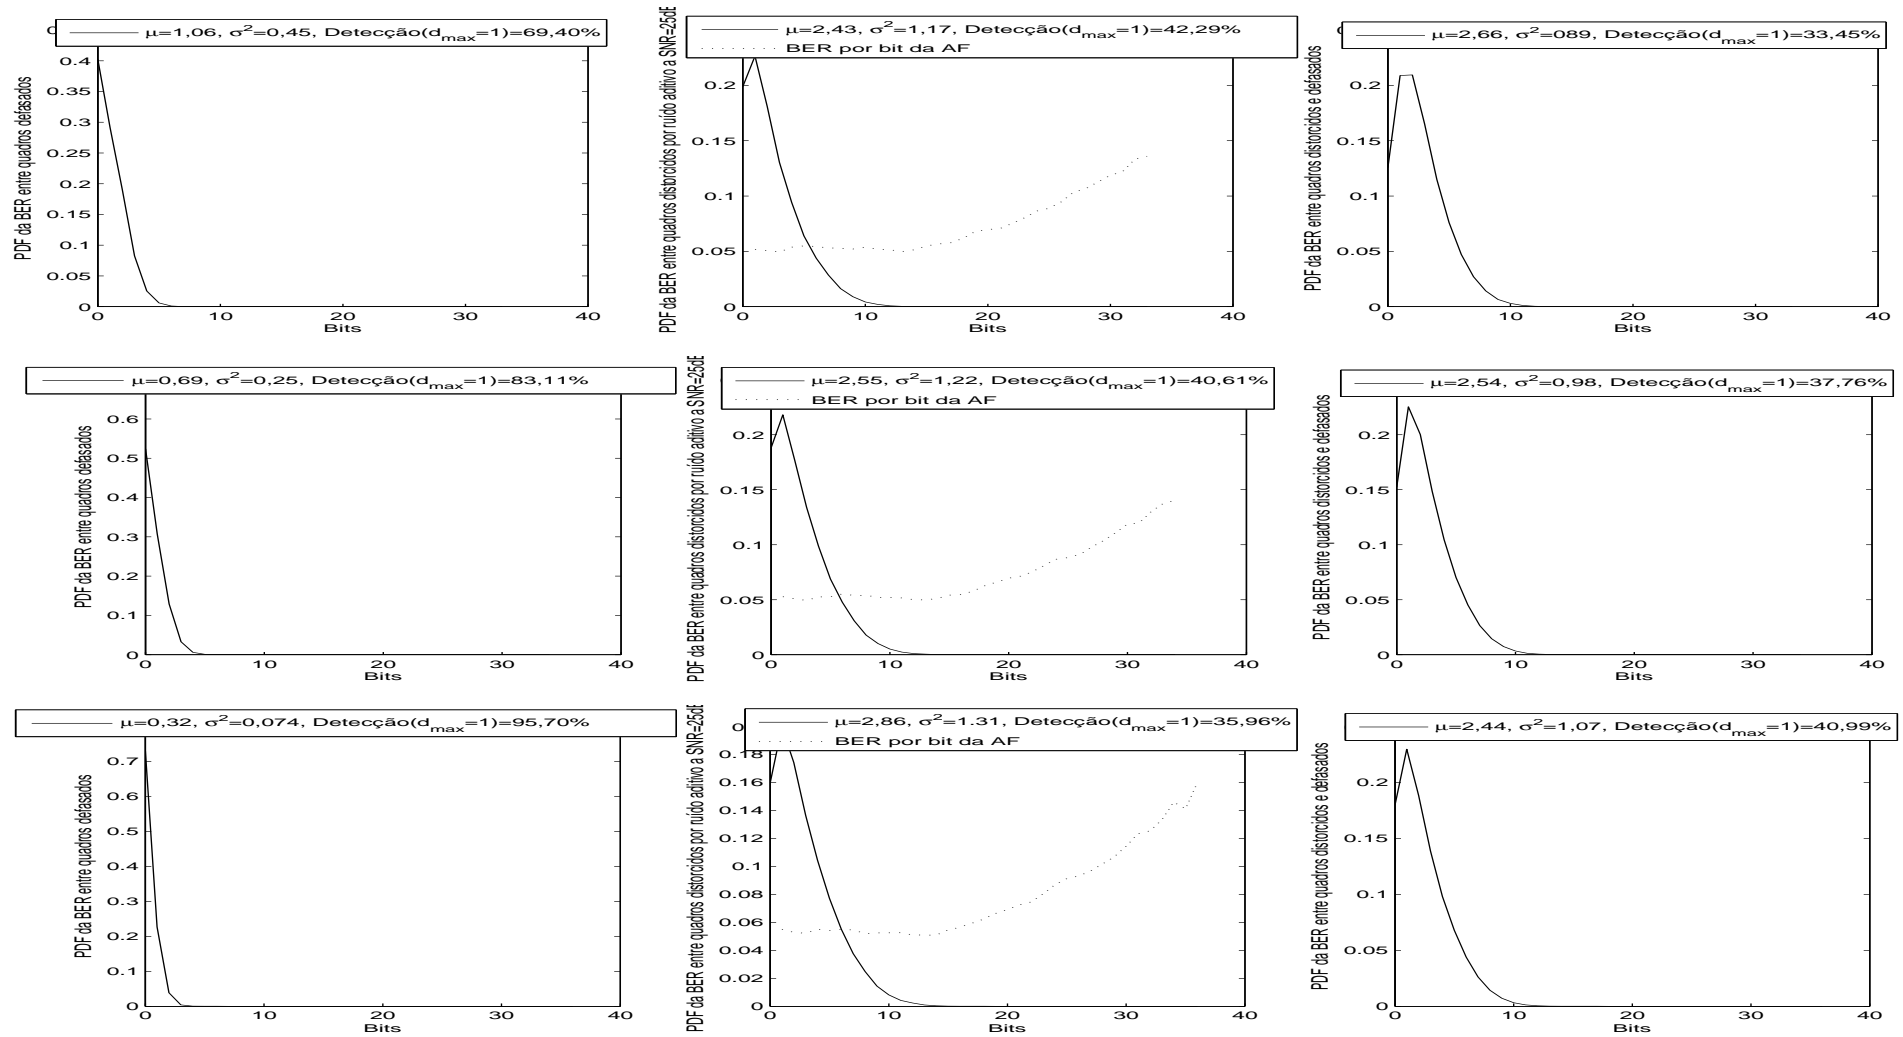 μ=1,06, σ²=0,45, Detecção(d_max=1)=69,40%
PDF da BER entre quadros defasados
0.4
0.35
0.3
0.25
0.2
0.15
0.1
0.05
0
0 10 20 30 40
Bits
μ=2,43, σ²=1,17, Detecção(d_max=1)=42,29%
BER por bit da AF
PDF da BER entre quadros distorcidos por ruído aditivo a SNR=25dB
0.2
0.15
0.1
0.05
0
0 10 20 30 40
Bits
μ=2,66, σ²=089, Detecção(d_max=1)=33,45%
PDF da BER entre quadros distorcidos e defasados
0.2
0.15
0.1
0.05
0
0 10 20 30 40
Bits
μ=0,69, σ²=0,25, Detecção(d_max=1)=83,11%
PDF da BER entre quadros defasados
0.6
0.5
0.4
0.3
0.2
0.1
0
0 10 20 30 40
Bits
μ=2,55, σ²=1,22, Detecção(d_max=1)=40,61%
BER por bit da AF
PDF da BER entre quadros distorcidos por ruído aditivo a SNR=25dB
0.2
0.15
0.1
0.05
0
0 10 20 30 40
Bits
μ=2,54, σ²=0,98, Detecção(d_max=1)=37,76%
PDF da BER entre quadros distorcidos e defasados
0.2
0.15
0.1
0.05
0
0 10 20 30 40
Bits
μ=0,32, σ²=0,074, Detecção(d_max=1)=95,70%
PDF da BER entre quadros defasados
0.7
0.6
0.5
0.4
0.3
0.2
0.1
0
0 10 20 30 40
Bits
μ=2,86, σ²=1.31, Detecção(d_max=1)=35,96%
BER por bit da AF
PDF da BER entre quadros distorcidos por ruído aditivo a SNR=25dB
0.18
0.16
0.14
0.12
0.1
0.08
0.06
0.04
0.02
0
0 10 20 30 40
Bits
μ=2,44, σ²=1,07, Detecção(d_max=1)=40,99%
PDF da BER entre quadros distorcidos e defasados
0.2
0.15
0.1
0.05
0
0 10 20 30 40
Bits